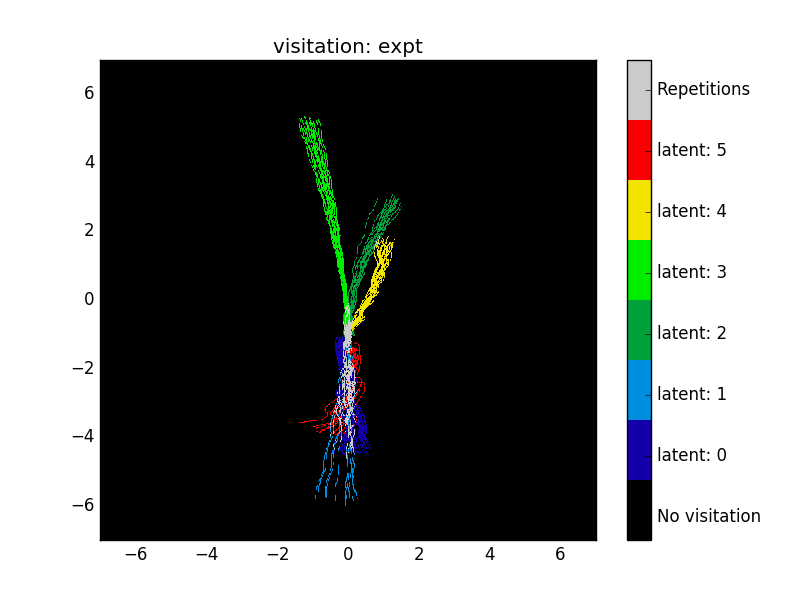 visitation: expt
6
4
2
0
−2
−4
−6
−6
−4
−2
0
2
4
6
Repetitions
latent: 5
latent: 4
latent: 3
latent: 2
latent: 1
latent: 0
No visitation